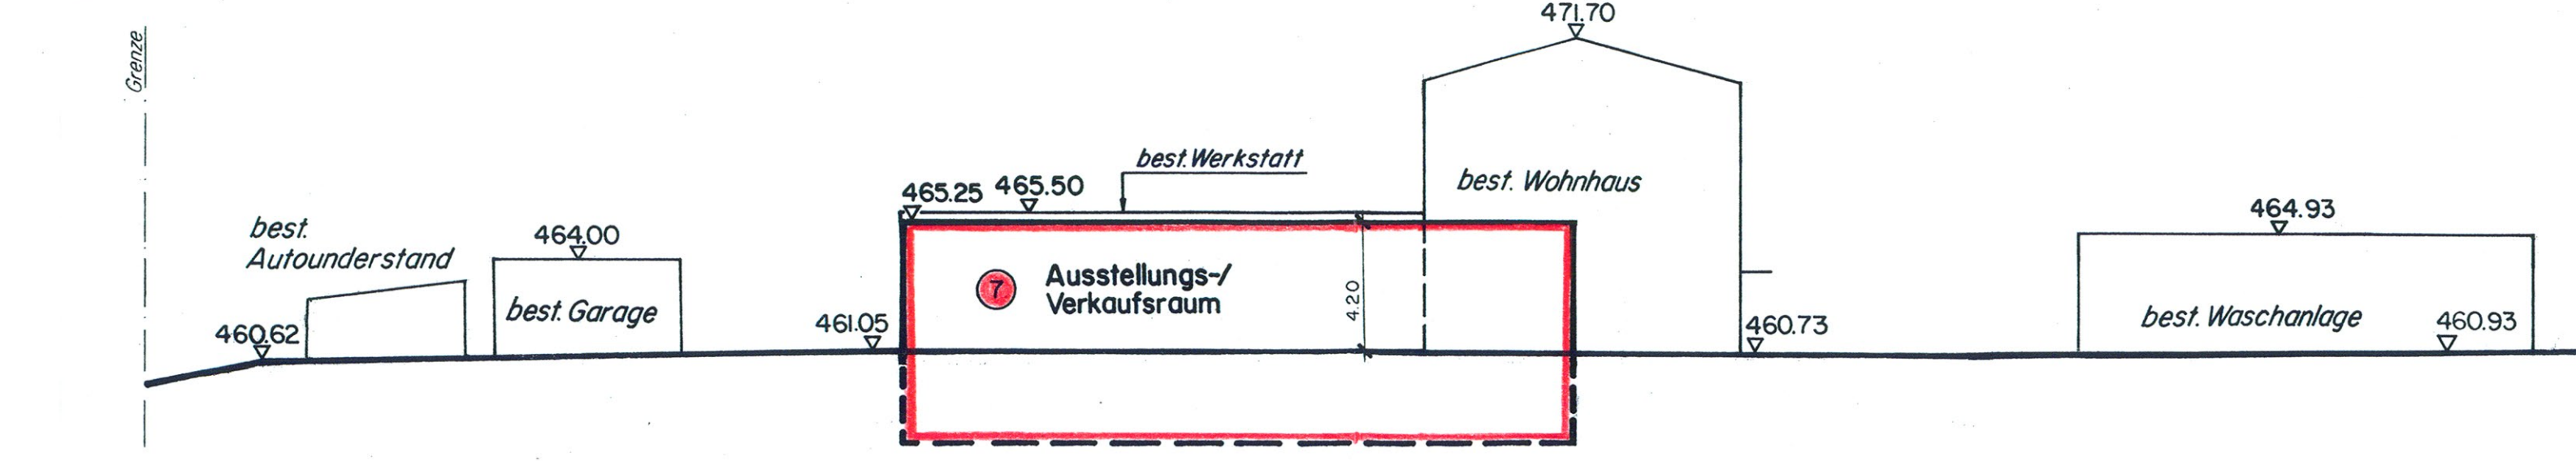 Grenze
471.70
best. Werkstatt
465.25 465.50
best. Wohnhaus
best.
Autounderstand
464.00
464.93
7
Ausstellungs-/
Verkaufsraum
best. Garage
4.20
best. Waschanlage
460.62
461.05
460.73
460.93